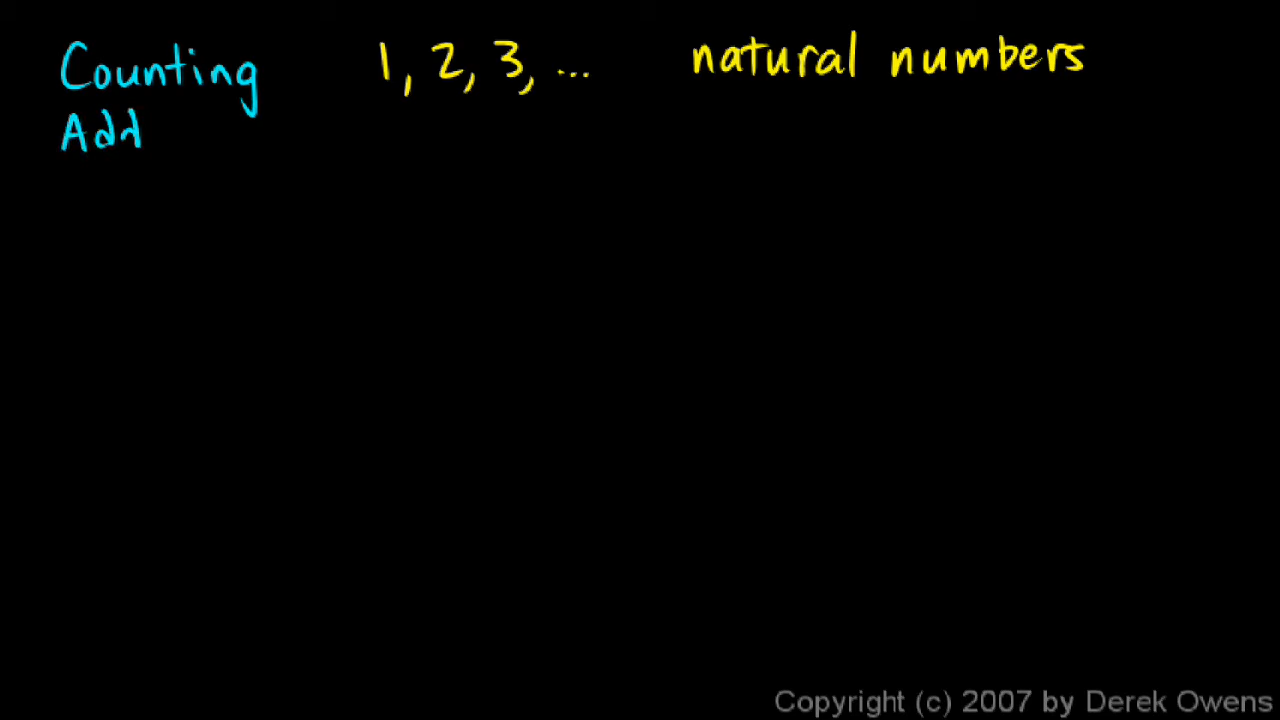 Counting 1, 2, 3, ... natural numbers
Add
Copyright (c) 2007 by Derek Owens